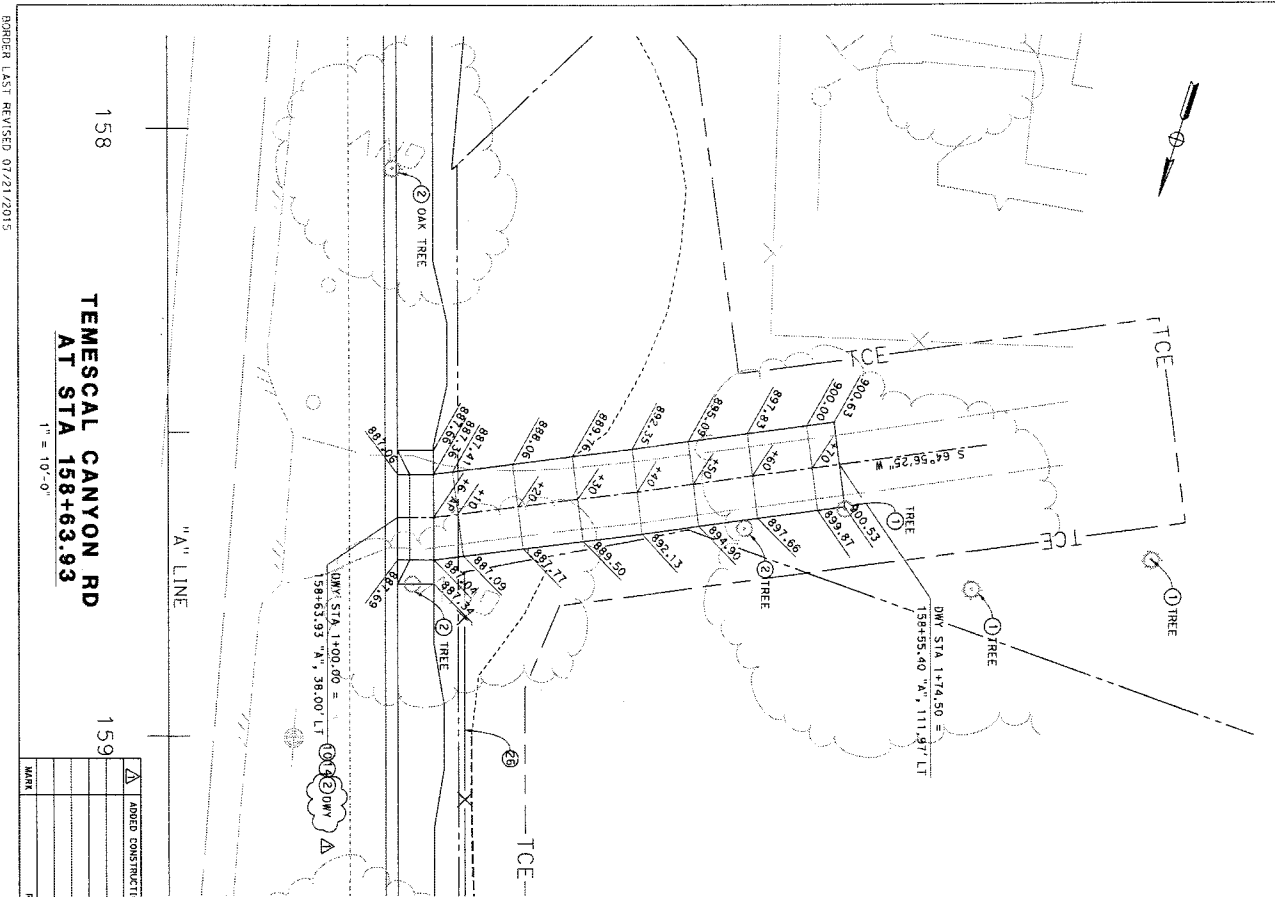 BORDER LAST REVISED 07/21/2015
158
TEMESCAL CANYON RD
AT STA 158+63.93
1" = 10'-0"
"A" LINE
159
② OAK TREE
TCE
TCE
TCE
TCE
900.63
900.00
897.83
895.09
892.35
889.76
888.06
887.41
887.36
887.66
887.06
+70
+60
+50
+40
+30
+20
+10
+6 AP
S 64°56'25" W
900.53
899.87
897.66
894.90
892.13
889.50
887.77
887.09
887.04
887.34
887.69
① TREE
② TREE
① TREE
① TREE
② TREE
DWY STA 1+74.50 =
158+55.40 "A", 111.97' LT
DWY STA 1+00.00 =
158+63.93 "A", 38.00' LT
⑩ ⑭ ② DWY
26
MARK
ADDED CONSTRUCTI